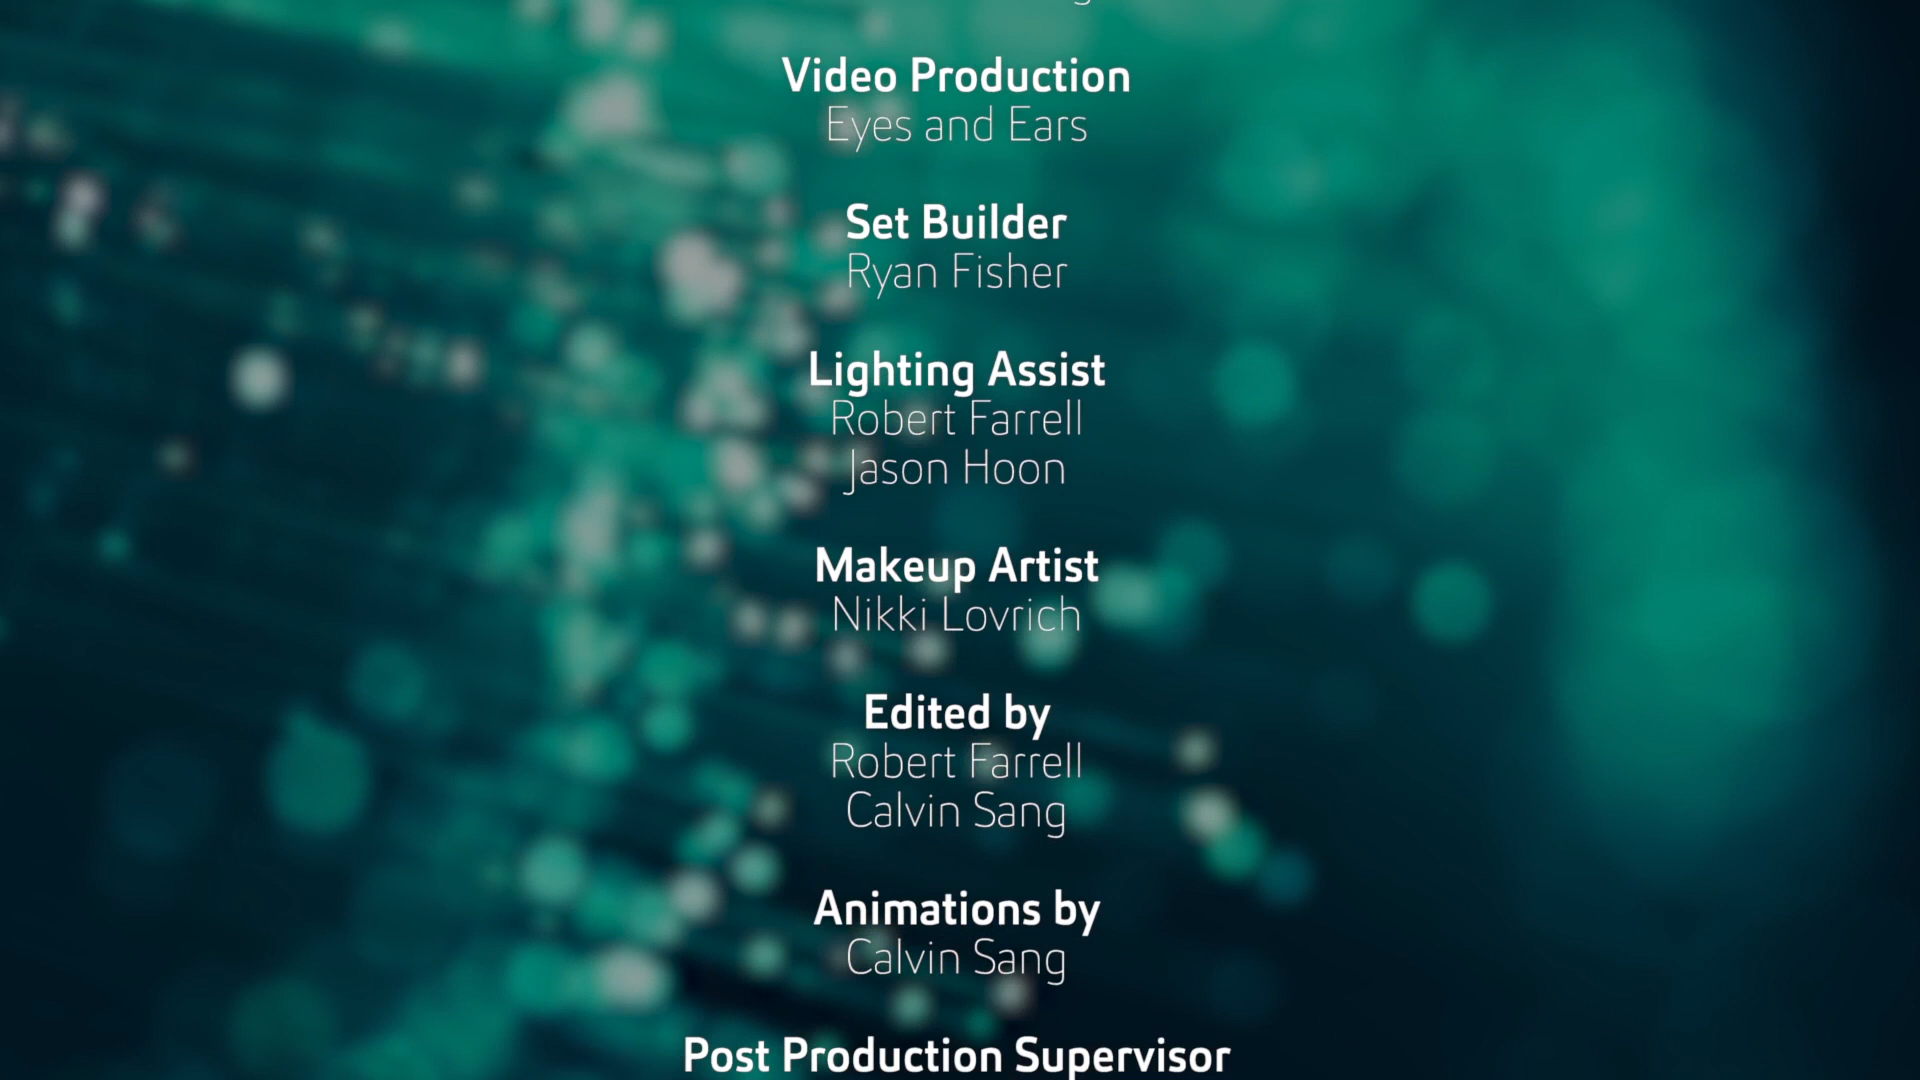 Video Production
Eyes and Ears
Set Builder
Ryan Fisher
Lighting Assist
Robert Farrell
Jason Hoon
Makeup Artist
Nikki Lovrich
Edited by
Robert Farrell
Calvin Sang
Animations by
Calvin Sang
Post Production Supervisor